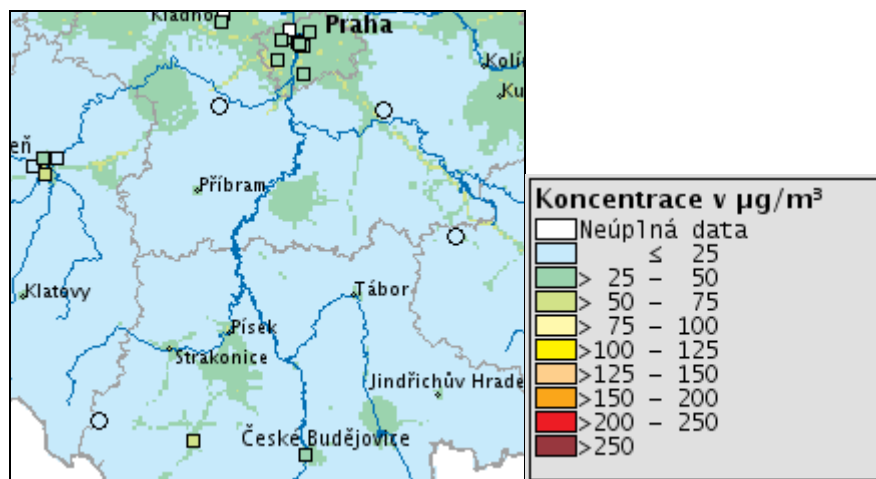 Kladno
Praha
Kolí
Ku
eň
Příbram
Klatovy
Tábor
Písek
Strakonice
Jindřichův Hrade
České Budějovice
Koncentrace v µg/m³
Neúplná data
≤ 25
> 25 – 50
> 50 – 75
> 75 – 100
>100 – 125
>125 – 150
>150 – 200
>200 – 250
>250